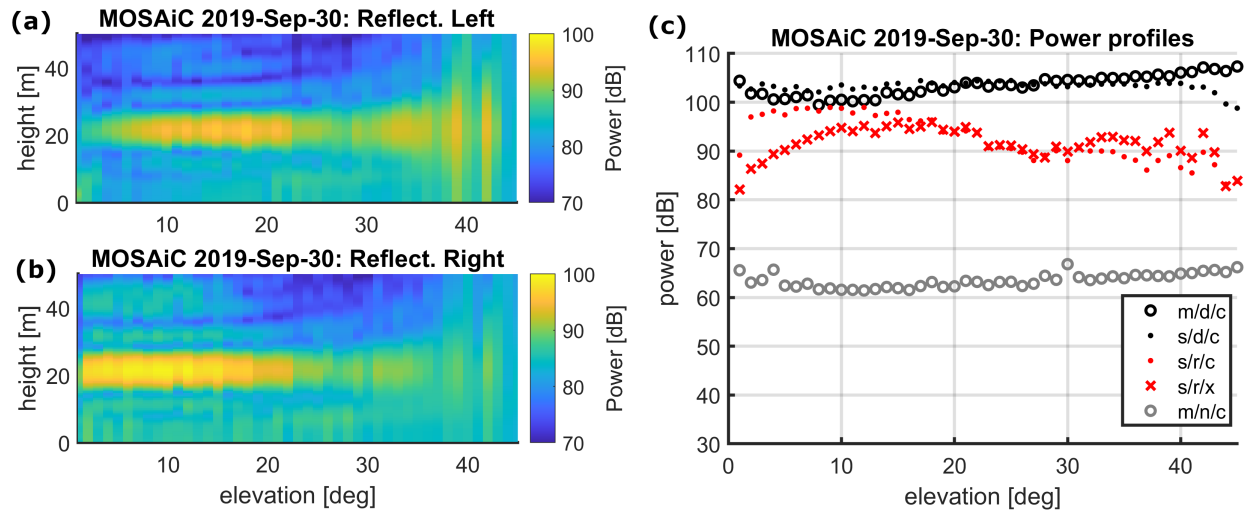 (a)
MOSAiC 2019-Sep-30: Reflect. Left
height [m]
40
20
0
10
20
30
40
100
90
80
70
Power [dB]
(b)
MOSAiC 2019-Sep-30: Reflect. Right
height [m]
40
20
0
10
20
30
40
elevation [deg]
100
90
80
70
Power [dB]
(c)
MOSAiC 2019-Sep-30: Power profiles
power [dB]
110
100
90
80
70
60
50
40
30
0
10
20
30
40
elevation [deg]
m/d/c
s/d/c
s/r/c
s/r/x
m/n/c